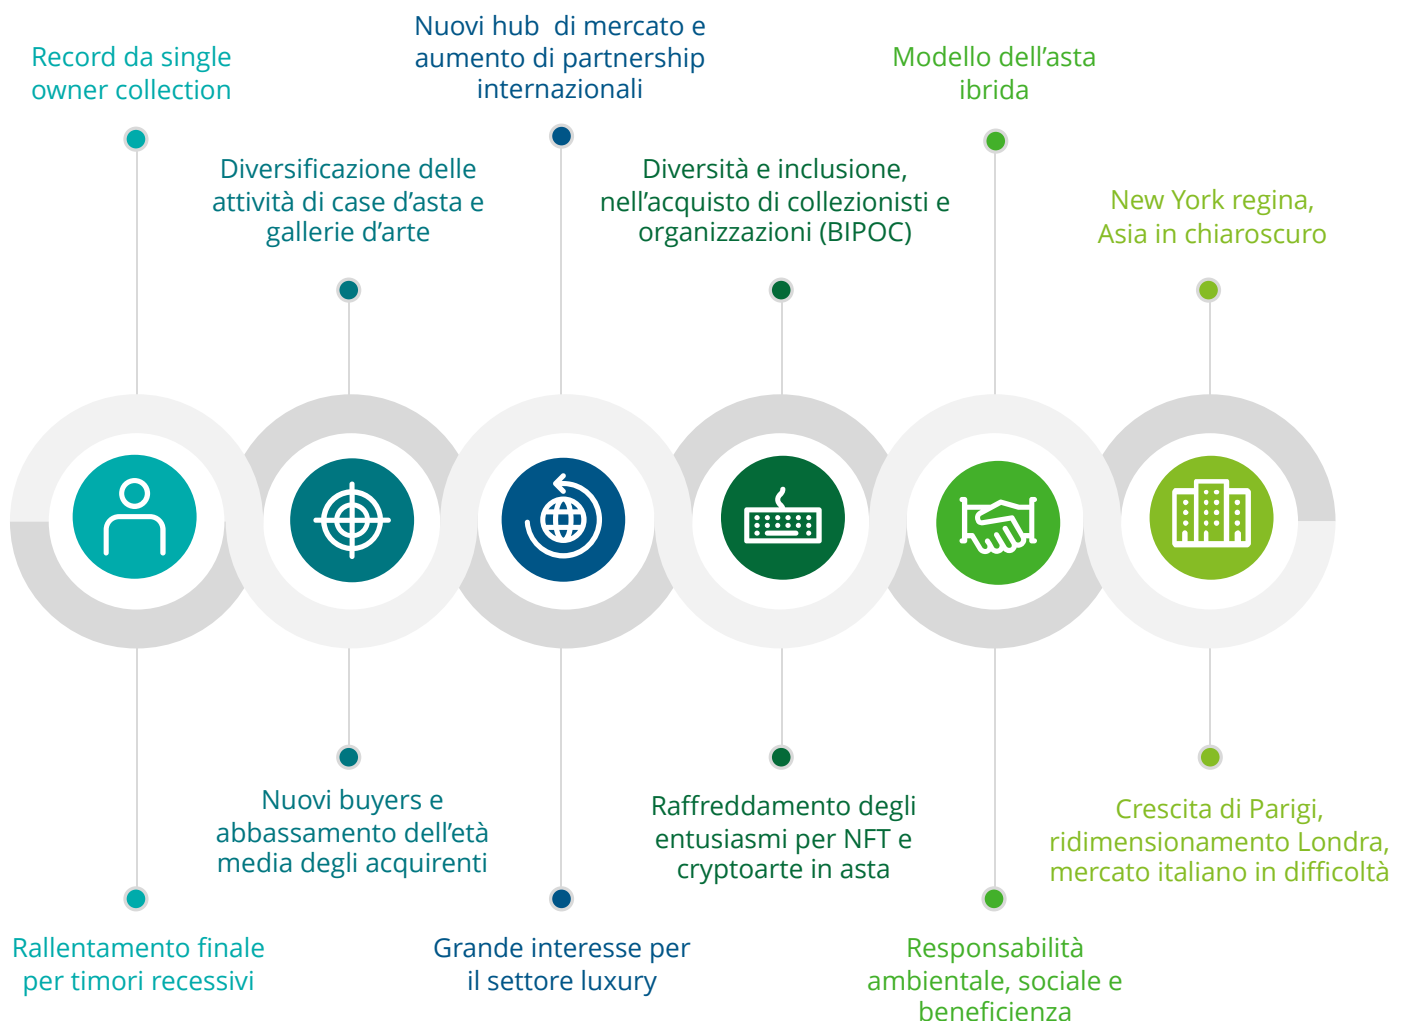 Record da single
owner collection
Diversificazione delle
attività di case d'asta e
gallerie d'arte
Nuovi hub  di mercato e
aumento di partnership
internazionali
Diversità e inclusione,
nell'acquisto di collezionisti e
organizzazioni (BIPOC)
Modello dell'asta
ibrida
New York regina,
Asia in chiaroscuro
Rallentamento finale
per timori recessivi
Nuovi buyers e
abbassamento dell'età
media degli acquirenti
Grande interesse per
il settore luxury
Raffreddamento degli
entusiasmi per NFT e
cryptoarte in asta
Responsabilità
ambientale, sociale e
beneficienza
Crescita di Parigi,
ridimensionamento Londra,
mercato italiano in difficoltà